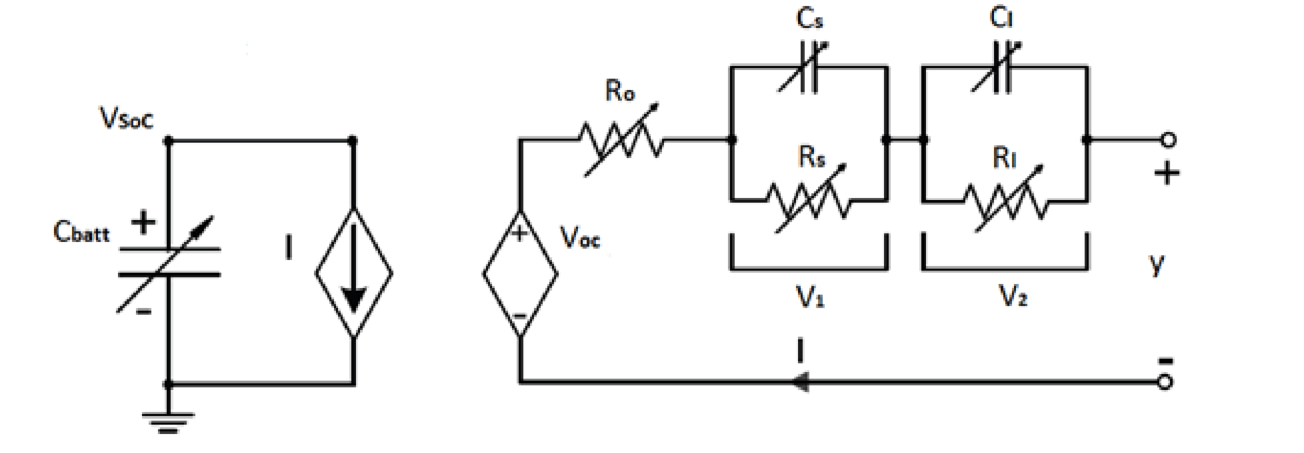 Cs
Cl
Ro
VSoC
Rs
Rl
Cbatt
+
-
I
+
-
Voc
+
-
y
V1
V2
I